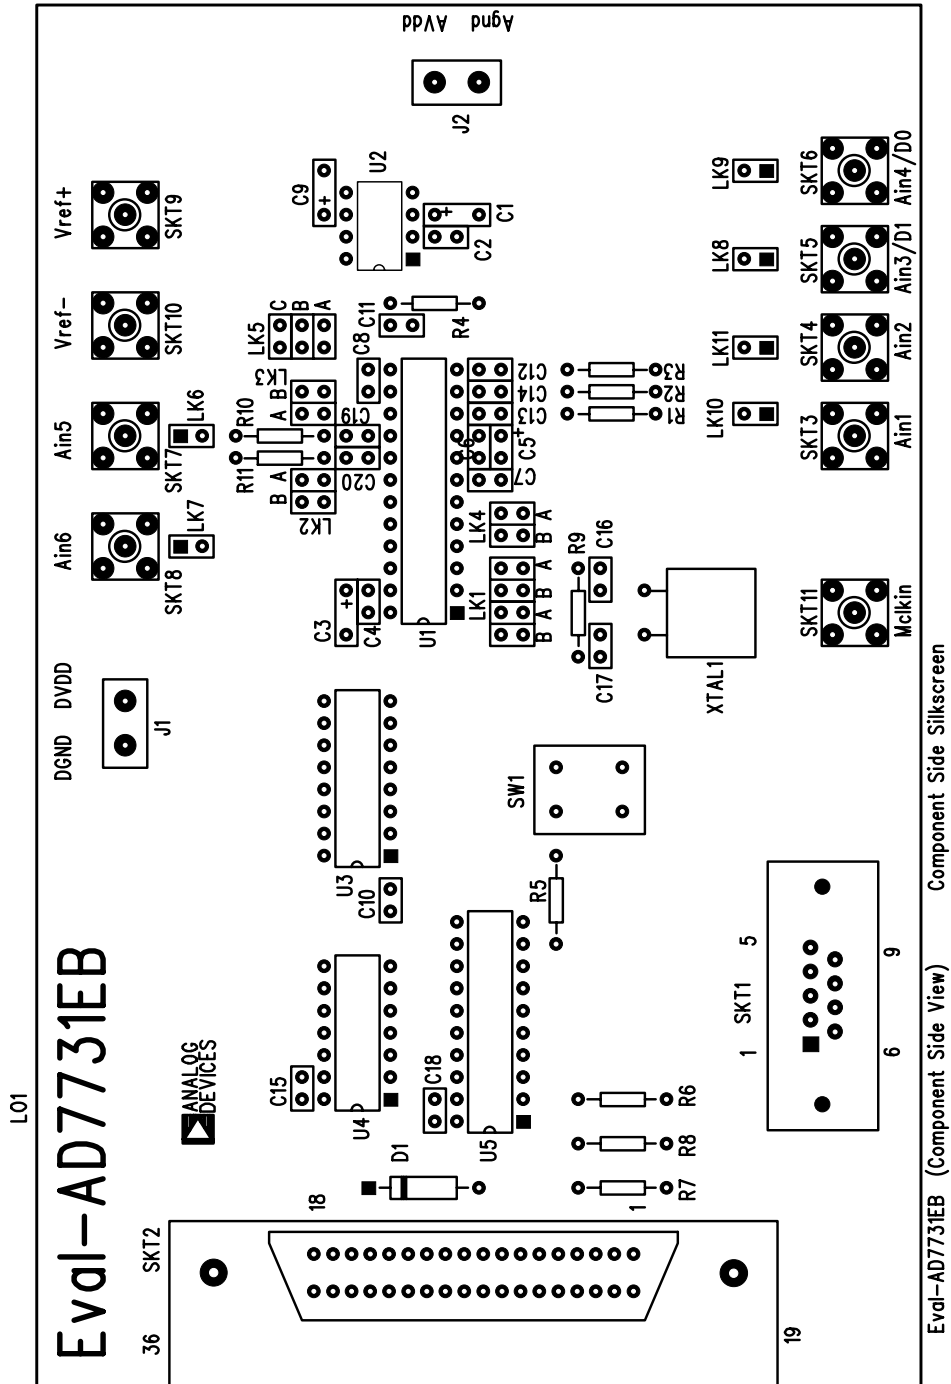 AVdd
Agnd
J2
U2
C9
+
+
C1
C2
Vref+
SKT9
Vref-
SKT10
LK9
SKT6
Ain4/D0
LK8
SKT5
Ain3/D1
LK11
SKT4
Ain2
LK10
SKT3
Ain1
LK5
C
B
A
C11
R4
C8
LK3
B
A
C19
C12
C14
C13
R3
R2
R1
Ain5
SKT7
LK6
R10
R11
A
B
LK2
C20
C6
+
C5
C7
Ain6
SKT8
LK7
LK4
A
B
LK1
A
B
A
B
R9
C16
C17
XTAL1
SKT11
Mclkin
C3
+
C4
U1
DGND
DVDD
J1
SW1
U3
C10
R5
U5
C18
U4
C15
5
9
SKT1
1
6
Eval-AD7731EB
ANALOG
DEVICES
L01
D1
R6
R8
R7
18
1
SKT2
36
19
Eval-AD7731EB (Component Side View) Component Side Silkscreen